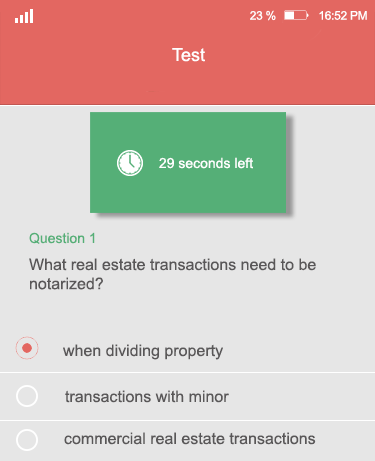 23 % 16:52 PM
Test
29 seconds left
Question 1
What real estate transactions need to be
notarized?
when dividing property
transactions with minor
commercial real estate transactions